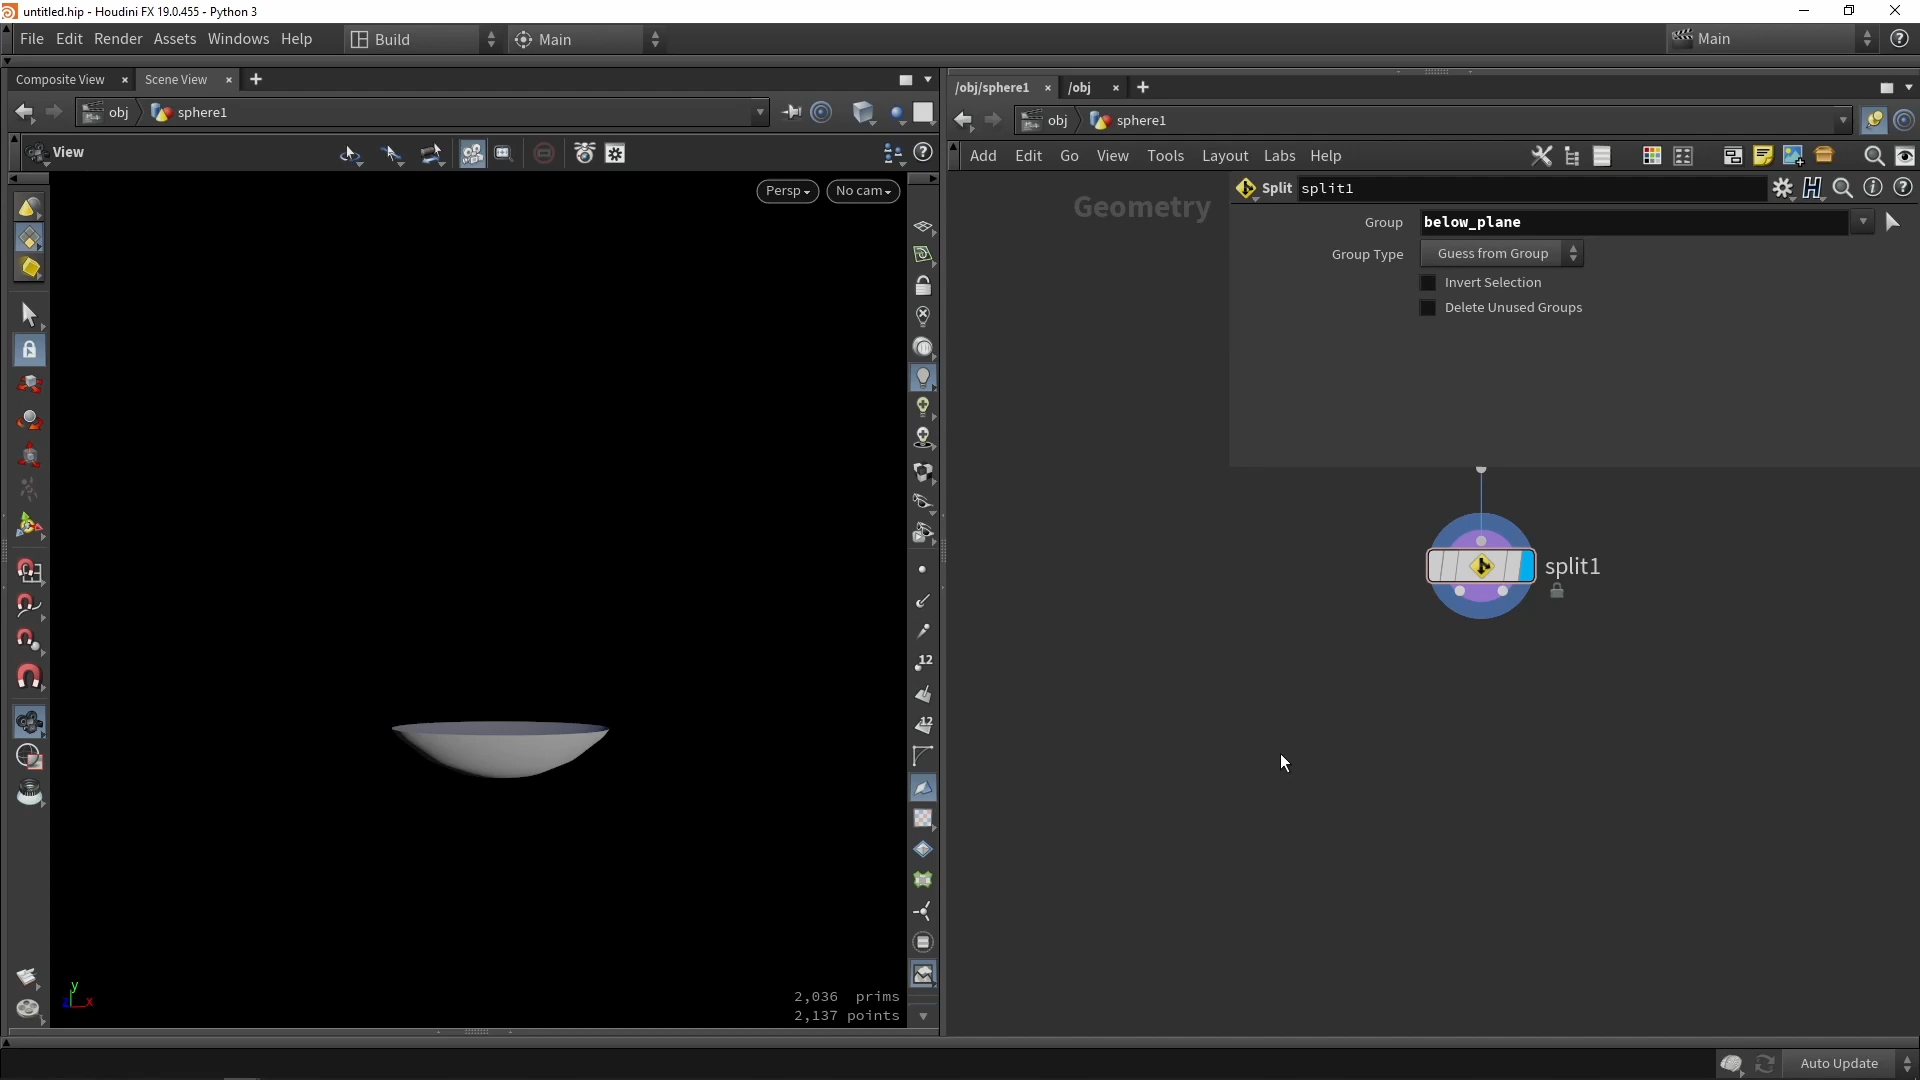 untitled.hip - Houdini FX 19.0.455 - Python 3
File Edit Render Assets Windows Help
Build
Main
Main
Composite View
Scene View
obj
sphere1
View
Persp
No cam
12
12
y
z x
2,036 prims
2,137 points
/obj/sphere1
/obj
obj
sphere1
Add Edit Go View Tools Layout Labs Help
Geometry
Split
split1
Group
below_plane
Group Type
Guess from Group
Invert Selection
Delete Unused Groups
split1
Auto Update